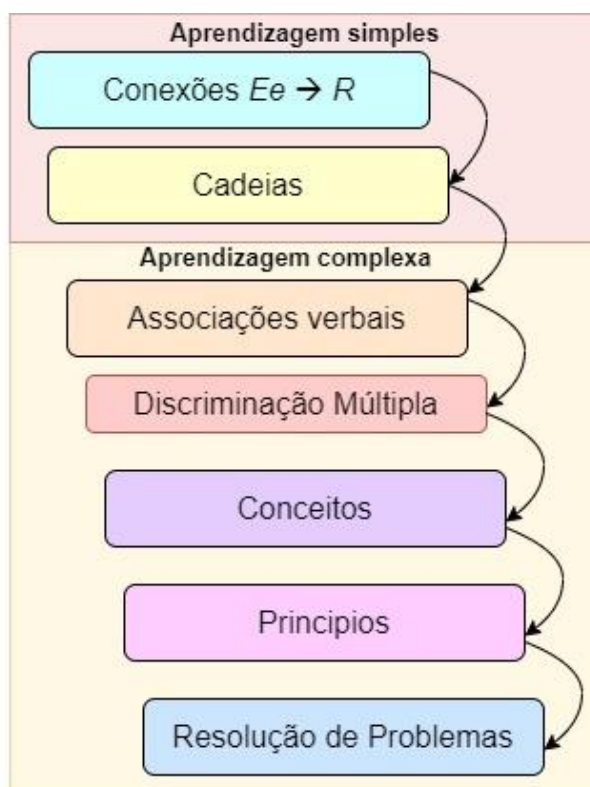 Aprendizagem simples
Conexões Ee → R
Cadeias
Aprendizagem complexa
Associações verbais
Discriminação Múltipla
Conceitos
Principios
Resolução de Problemas